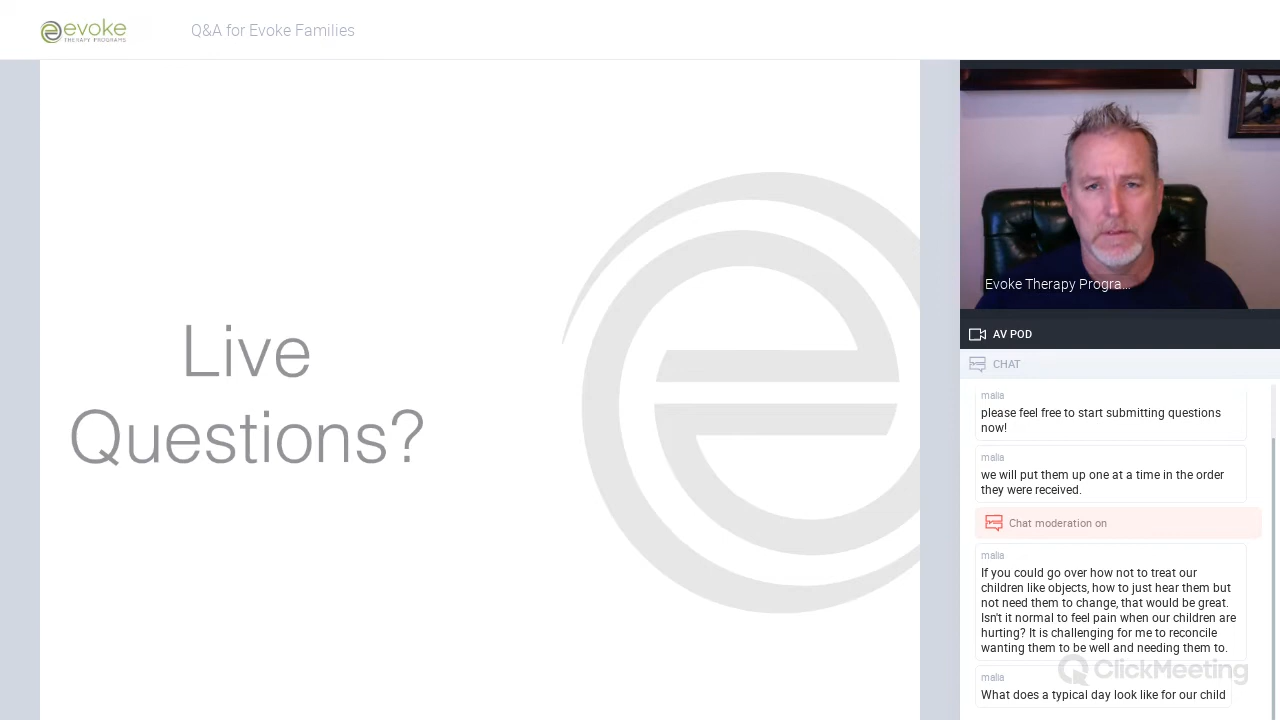 evoke
THERAPY PROGRAMS
Q&A for Evoke Families
Live
Questions?
Evoke Therapy Progra...
AV POD
CHAT
malia
please feel free to start submitting questions
now!
malia
we will put them up one at a time in the order
they were received.
Chat moderation on
malia
If you could go over how not to treat our
children like objects, how to just hear them but
not need them to change, that would be great.
Isn't it normal to feel pain when our children are
hurting? It is challenging for me to reconcile
wanting them to be well and needing them to.
ClickMeeting
malia
What does a typical day look like for our child